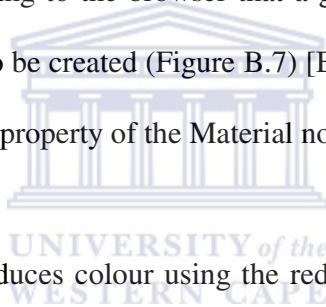 ing to the browser that a g
o be created (Figure B.7) [E
property of the Material no
UNIVERSITY of the
duces colour using the red
WESTERN CAPE